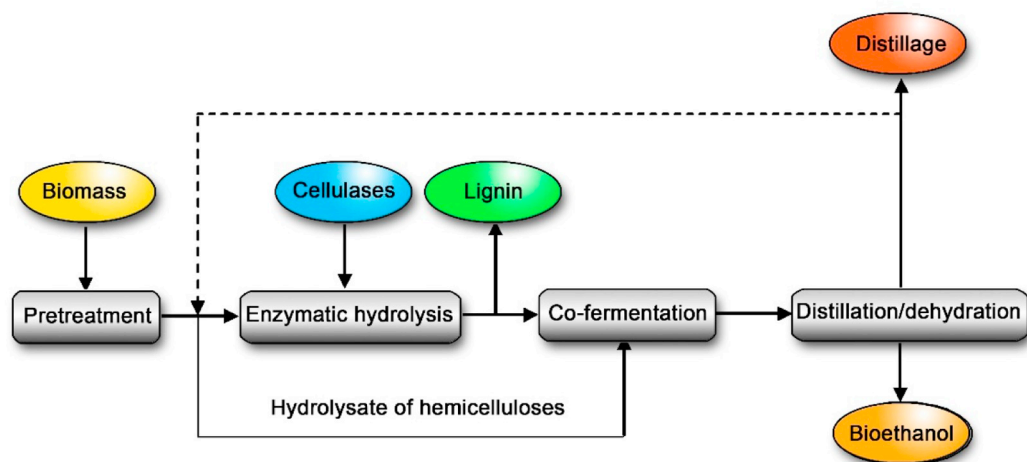 Distillage
Biomass
Cellulases
Lignin
Pretreatment
Enzymatic hydrolysis
Co-fermentation
Distillation/dehydration
Hydrolysate of hemicelluloses
Bioethanol